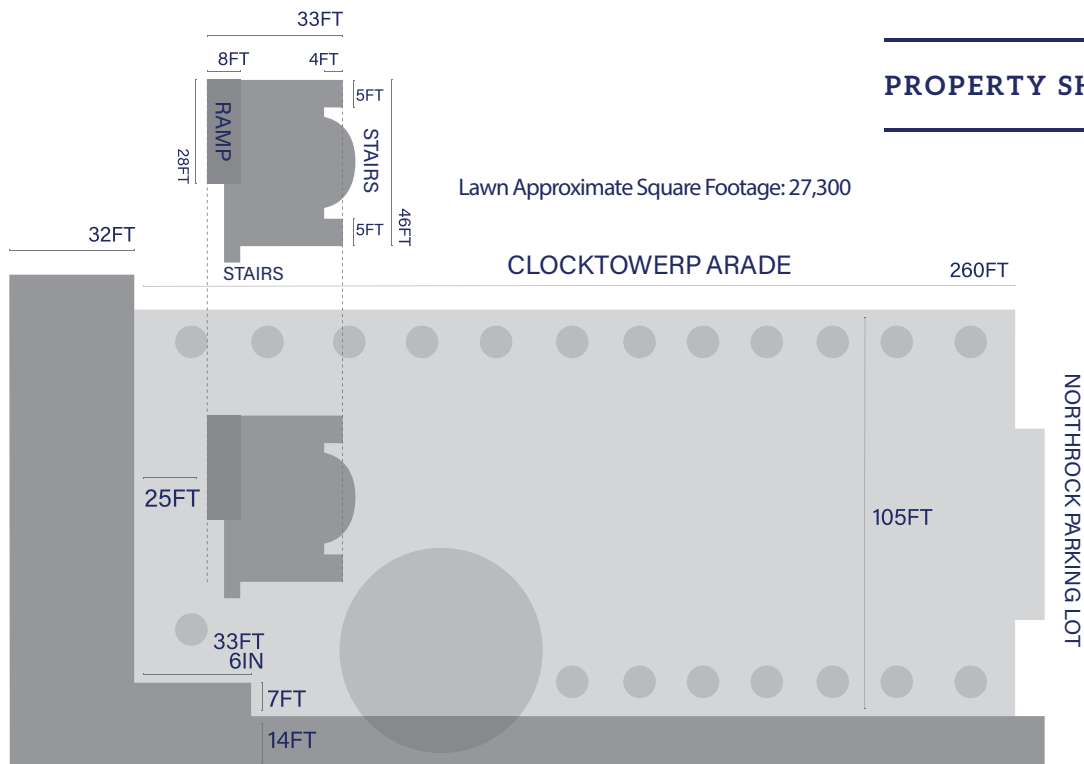 33FT
8FT
4FT
PROPERTY SH
5FT
RAMP
STAIRS
28FT
Lawn Approximate Square Footage: 27,300
5FT
46FT
32FT
STAIRS
CLOCKTOWERP ARADE
260FT
NORTHROCK PARKING LOT
25FT
105FT
33FT
6IN
7FT
14FT